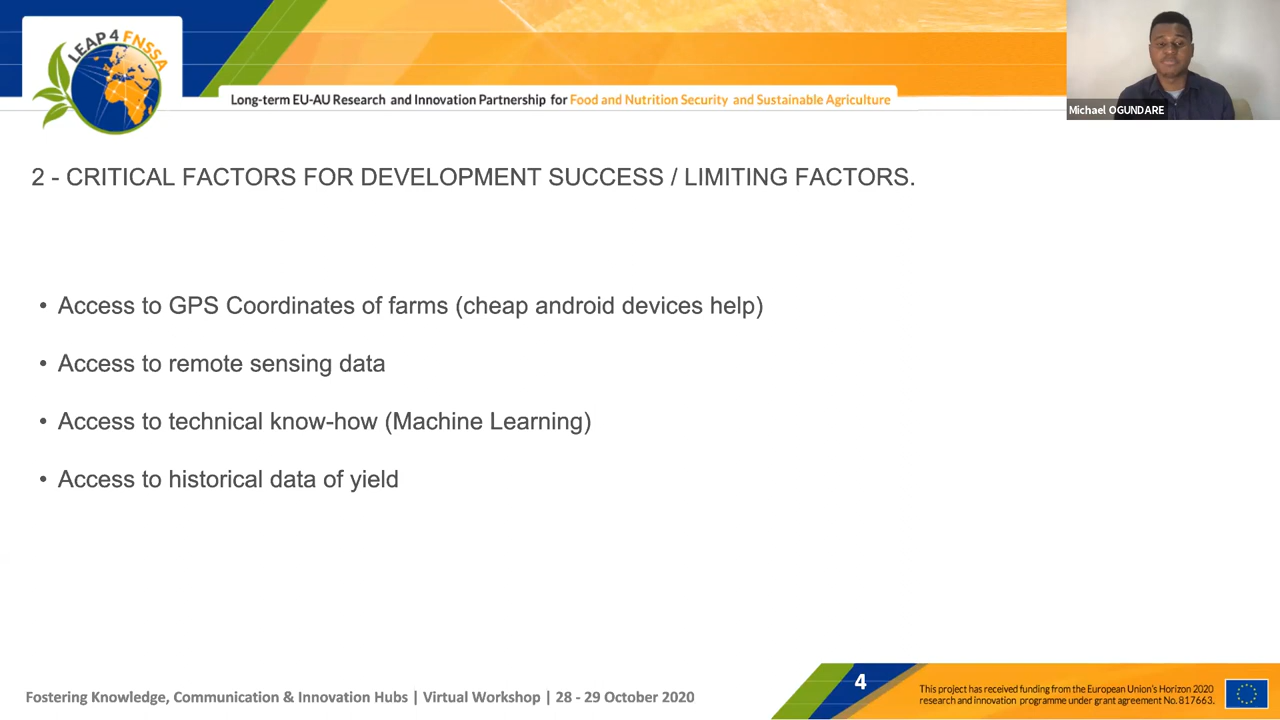 LEAP 4 FNSSA
Long-term EU-AU Research and Innovation Partnership for Food and Nutrition Security and Sustainable Agriculture
Michael OGUNDARE
2 - CRITICAL FACTORS FOR DEVELOPMENT SUCCESS / LIMITING FACTORS.
• Access to GPS Coordinates of farms (cheap android devices help)
• Access to remote sensing data
• Access to technical know-how (Machine Learning)
• Access to historical data of yield
Fostering Knowledge, Communication & Innovation Hubs | Virtual Workshop | 28 - 29 October 2020
4
This project has received funding from the European Union's Horizon 2020
research and innovation programme under grant agreement No. 817663.